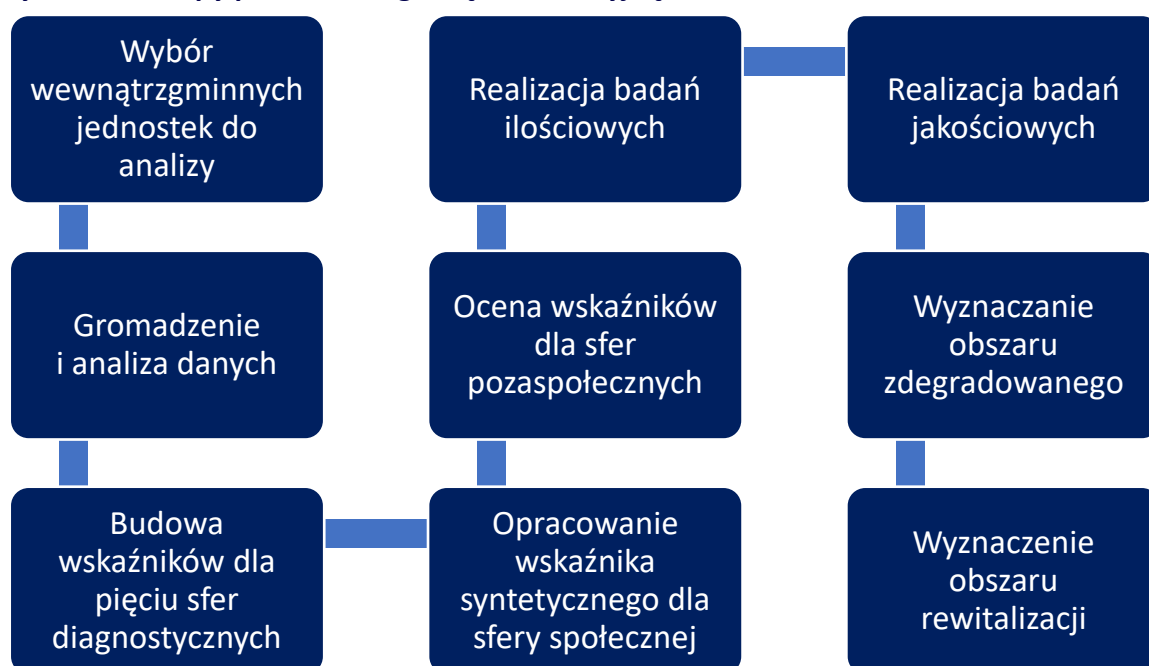 Wybór
wewnątrzgminnych
jednostek do
analizy
Gromadzenie
i analiza danych
Budowa
wskaźników dla
pięciu sfer
diagnostycznych
Opracowanie
wskaźnika
syntetycznego dla
sfery społecznej
Ocena wskaźników
dla sfer
pozaspołecznych
Realizacja badań
ilościowych
Realizacja badań
jakościowych
Wyznaczanie
obszaru
zdegradowanego
Wyznaczenie
obszaru
rewitalizacji